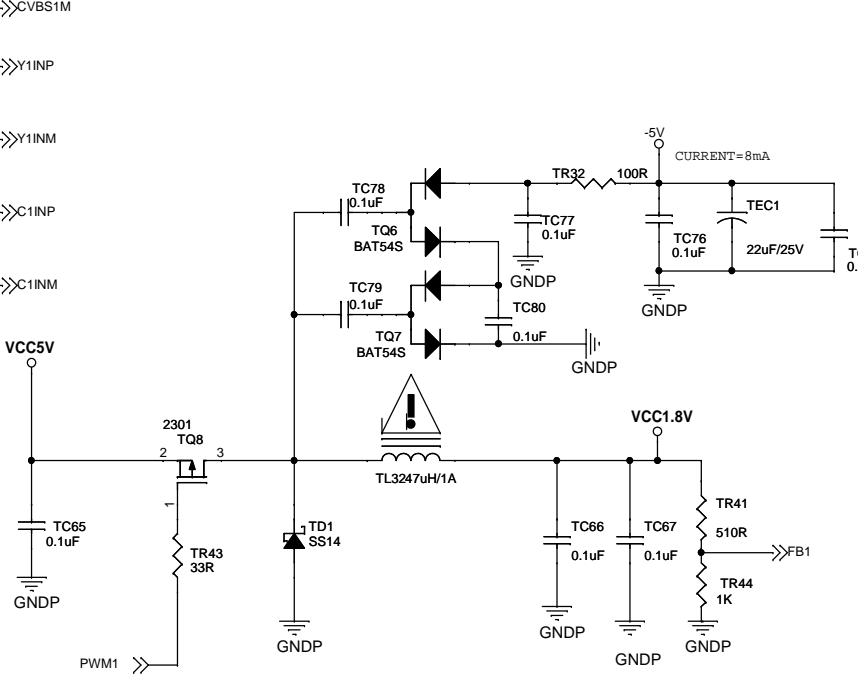 CVBS1M
Y1INP
Y1INM
C1INP
C1INM
-5V
CURRENT=8mA
TR32 100R
TC78
0.1uF
TQ6
BAT54S
TC77
0.1uF
GNDP
TC76
0.1uF
TEC1
22uF/25V
GNDP
TC79
0.1uF
TQ7
BAT54S
TC80
0.1uF
GNDP
VCC5V
2301
TQ8
2
3
1
TC65
0.1uF
GNDP
TR43
33R
PWM1
TD1
SS14
GNDP
!
TL3247uH/1A
VCC1.8V
TC66
0.1uF
GNDP
TC67
0.1uF
GNDP
TR41
510R
FB1
TR44
1K
GNDP